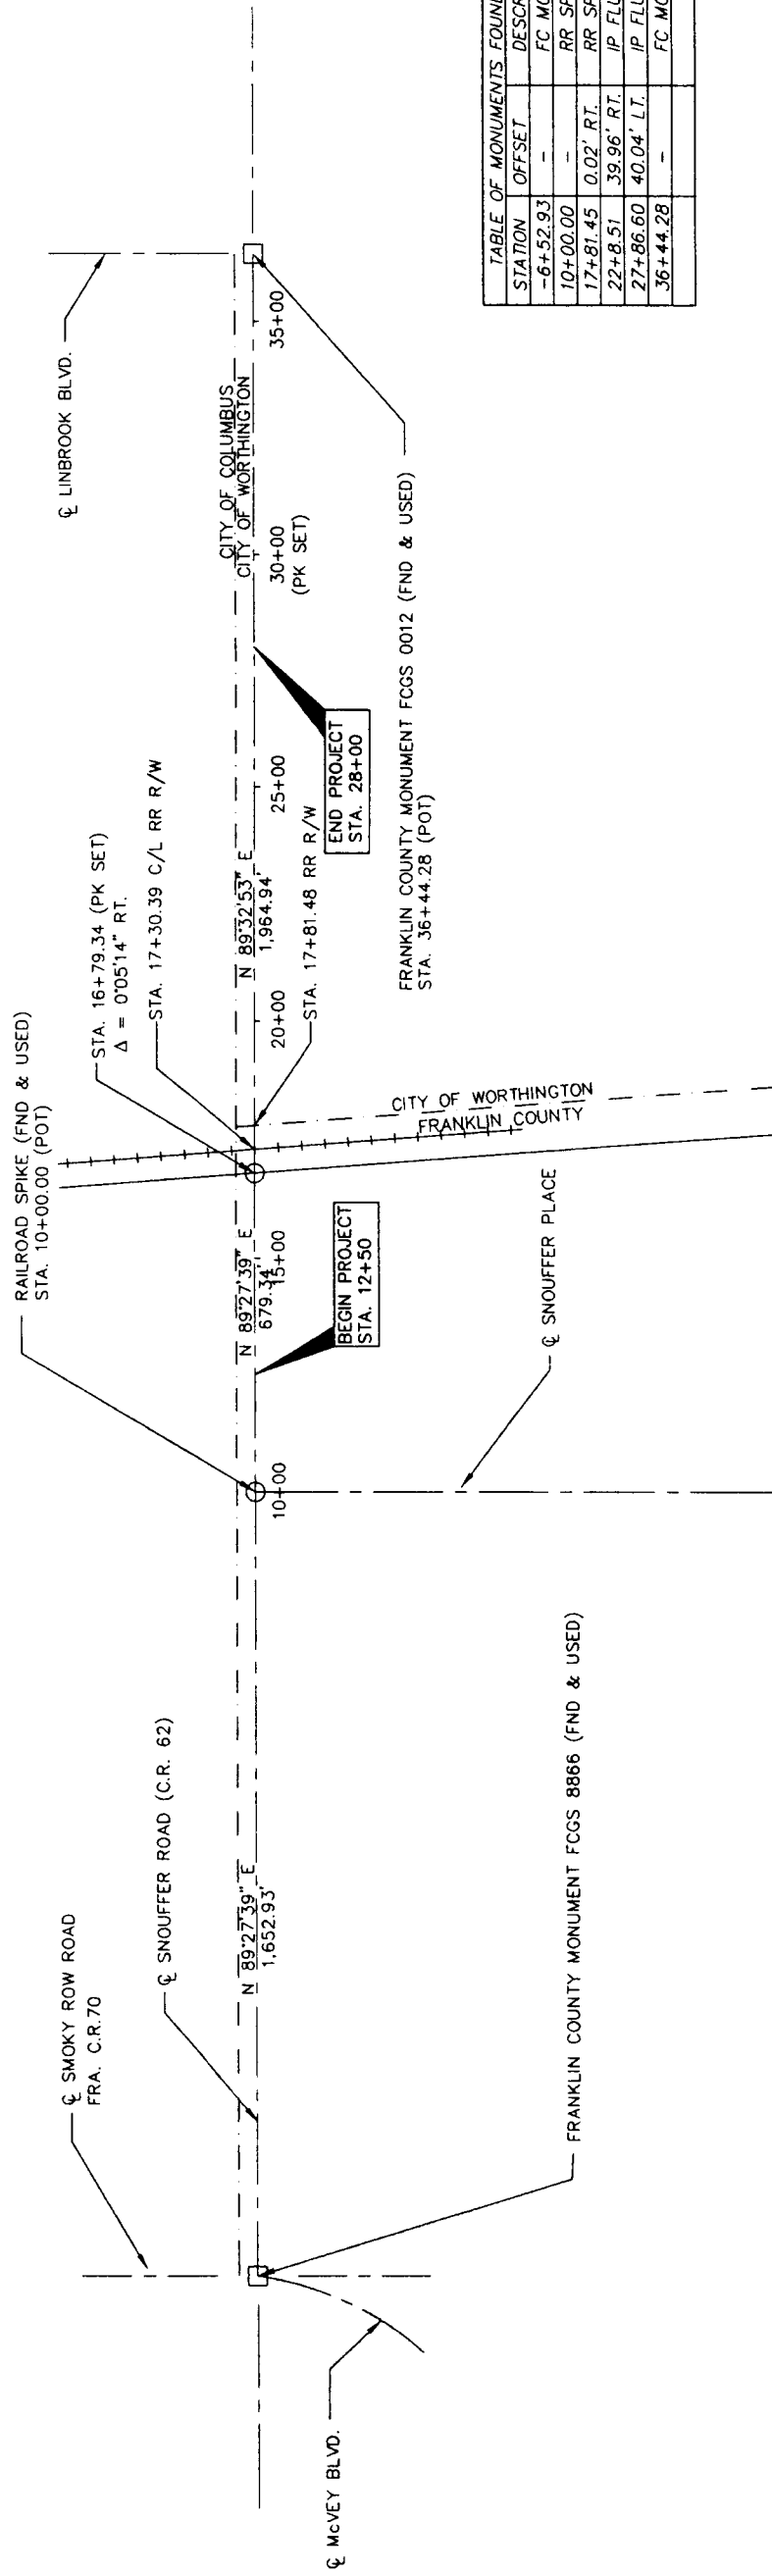 ℄ SMOKY ROW ROAD
FRA. C.R.70
℄ SNOUFFER ROAD (C.R. 62)
℄ McVEY BLVD.
N 89°27'39" E
1,652.93'
FRANKLIN COUNTY MONUMENT FCGS 8866 (FND & USED)
RAILROAD SPIKE (FND & USED)
STA. 10+00.00 (POT)
10+00
℄ SNOUFFER PLACE
BEGIN PROJECT
STA. 12+50
N 89°27'39" E
679.34'
15+00
STA. 16+79.34 (PK SET)
Δ = 0°05'14" RT.
STA. 17+30.39 C/L RR R/W
STA. 17+81.48 RR R/W
CITY OF WORTHINGTON
FRANKLIN COUNTY
20+00
N 89°32'53" E
1,964.94'
25+00
END PROJECT
STA. 28+00
30+00
(PK SET)
CITY OF COLUMBUS
CITY OF WORTHINGTON
35+00
℄ LINBROOK BLVD.
FRANKLIN COUNTY MONUMENT FCGS 0012 (FND & USED)
STA. 36+44.28 (POT)
TABLE OF MONUMENTS
STATION OFFSET
-6+52.93 - FC
10+00.00 - RR
17+81.45 0.02' RT. RR
22+8.51 39.96' RT. IP
27+86.60 40.04' LT. IP
36+44.28 - FC